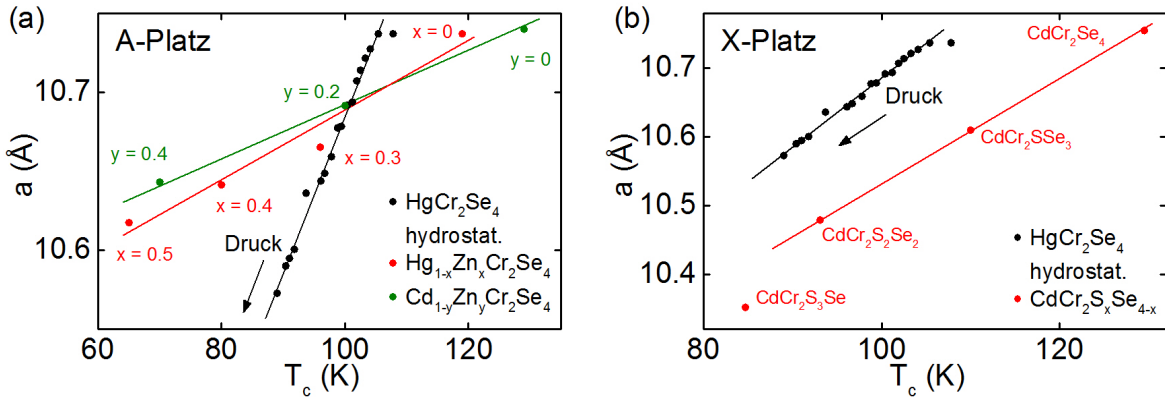 (a)
A-Platz
x = 0
y = 0
y = 0.2
y = 0.4
x = 0.3
x = 0.4
x = 0.5
Druck
HgCr₂Se₄
hydrostat.
Hg₁₋ₓZnₓCr₂Se₄
Cd₁₋yZnyCr₂Se₄
10.7
10.6
a (Å)
60 80 100 120
T_c (K)
(b)
X-Platz
CdCr₂Se₄
Druck
CdCr₂SSe₃
CdCr₂S₂Se₂
CdCr₂S₃Se
HgCr₂Se₄
hydrostat.
CdCr₂SₓSe₄₋ₓ
10.7
10.6
10.5
10.4
a (Å)
80 100 120
T_c (K)